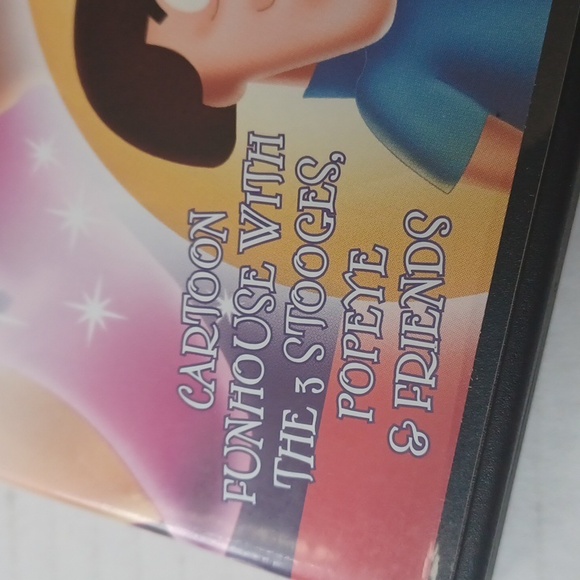 CARTOON
FUNHOUSE WITH
THE 3 STOOGES,
POPEYE
& FRIENDS